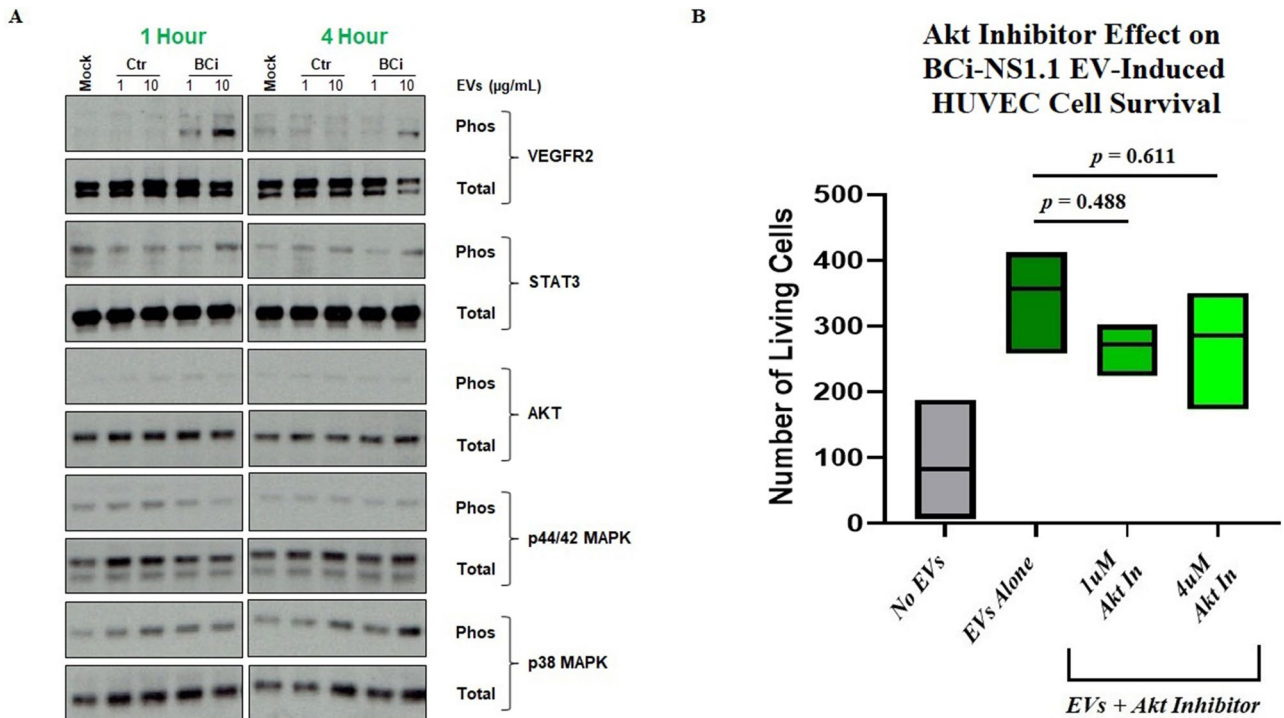 A
1 Hour
4 Hour
Mock
Ctr
BCi
Mock
Ctr
BCi
1
10
1
10
1
10
1
10
EVs (µg/mL)
Phos
VEGFR2
Total
Phos
STAT3
Total
Phos
AKT
Total
Phos
p44/42 MAPK
Total
Phos
p38 MAPK
Total
B
Akt Inhibitor Effect on
BCi-NS1.1 EV-Induced
HUVEC Cell Survival
p = 0.611
p = 0.488
Number of Living Cells
500
400
300
200
100
0
No EVs
EVs Alone
1uM
Akt In
4uM
Akt In
EVs + Akt Inhibitor